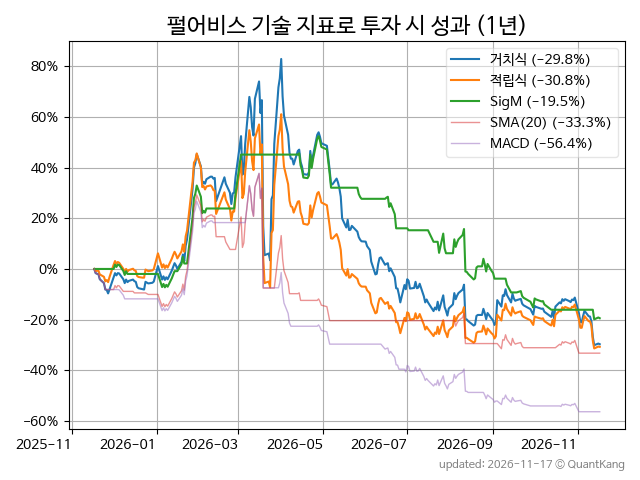 펄어비스 기술 지표로 투자 시 성과 (1년)
거치식 (−29.8%)
적립식 (−30.8%)
SigM (−19.5%)
SMA(20) (−33.3%)
MACD (−56.4%)
80%
60%
40%
20%
0%
−20%
−40%
−60%
2025-11
2026-01
2026-03
2026-05
2026-07
2026-09
2026-11
updated: 2026-11-17 © QuantKang